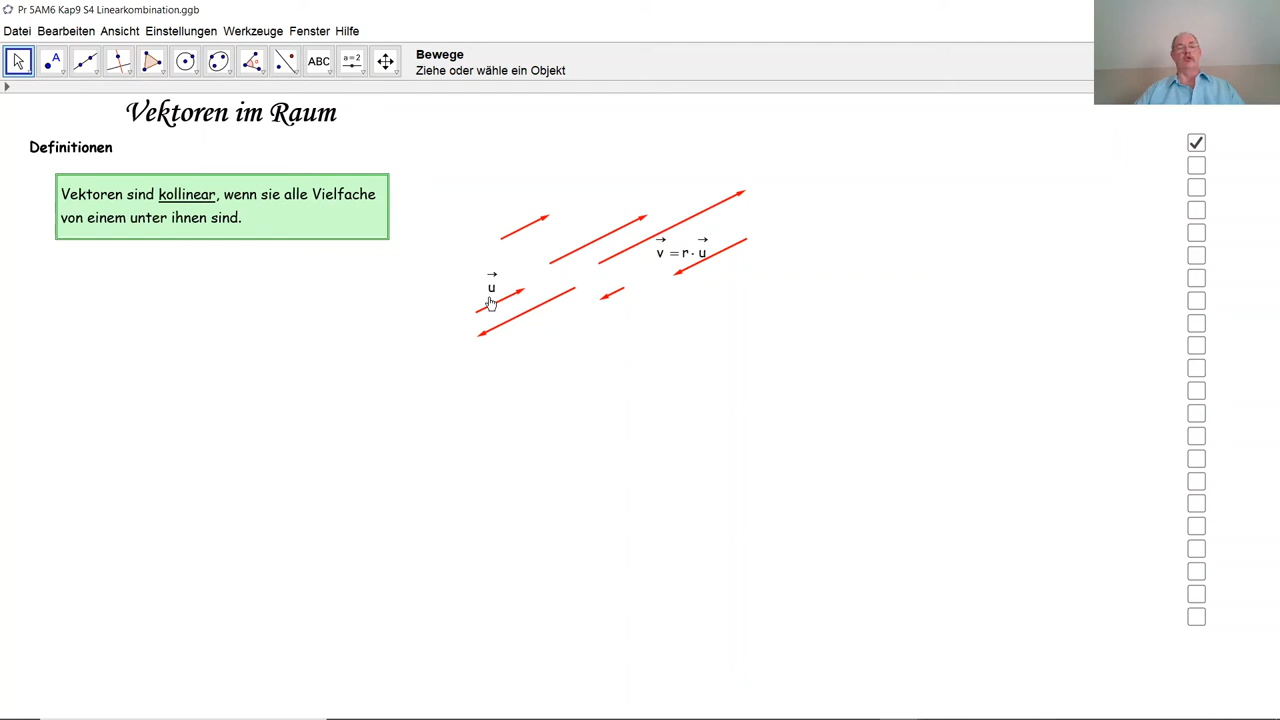 Pr 5AM6 Kap9 S4 Linearkombination.ggb
Datei Bearbeiten Ansicht Einstellungen Werkzeuge Fenster Hilfe
A
ABC
a=2
Bewege
Ziehe oder wähle ein Objekt
Vektoren im Raum
Definitionen
Vektoren sind kollinear, wenn sie alle Vielfache
von einem unter ihnen sind.
v⃗ = r · u⃗
u⃗